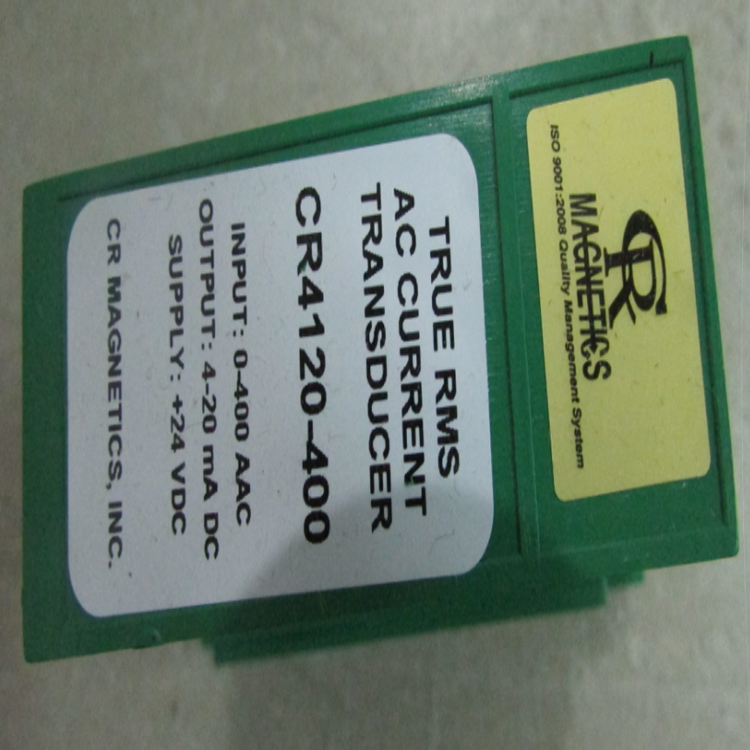 CR
MAGNETICS
ISO 9001:2008 Quality Management System
TRUE RMS
AC CURRENT
TRANSDUCER
CR4120-400
INPUT: 0-400 AAC
OUTPUT: 4-20 mA DC
SUPPLY: +24 VDC
CR MAGNETICS, INC.